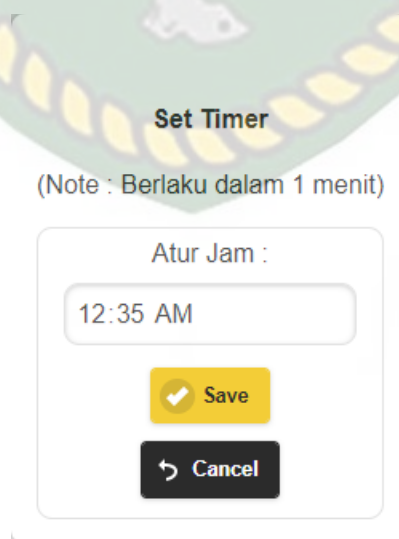 Set Timer
(Note : Berlaku dalam 1 menit)
Atur Jam :
12:35 AM
Save
Cancel